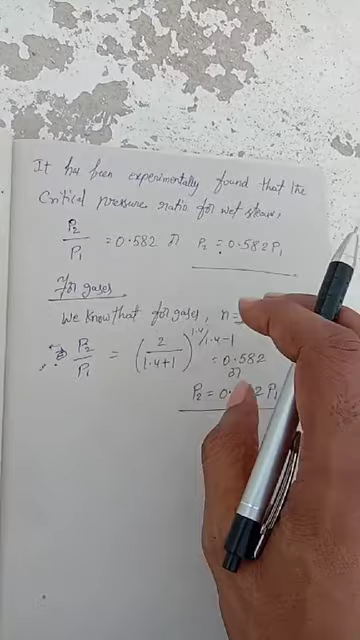 It has been experimentally found that the
critical pressure ratio for wet steam,
P2/P1 = 0.582 or P2 = 0.582P1
For gases
We know that for gases, n=
P2/P1 = (2/(1.4+1))^1.4/1.4-1 = 0.582
or
P2 = 0. 2 P1